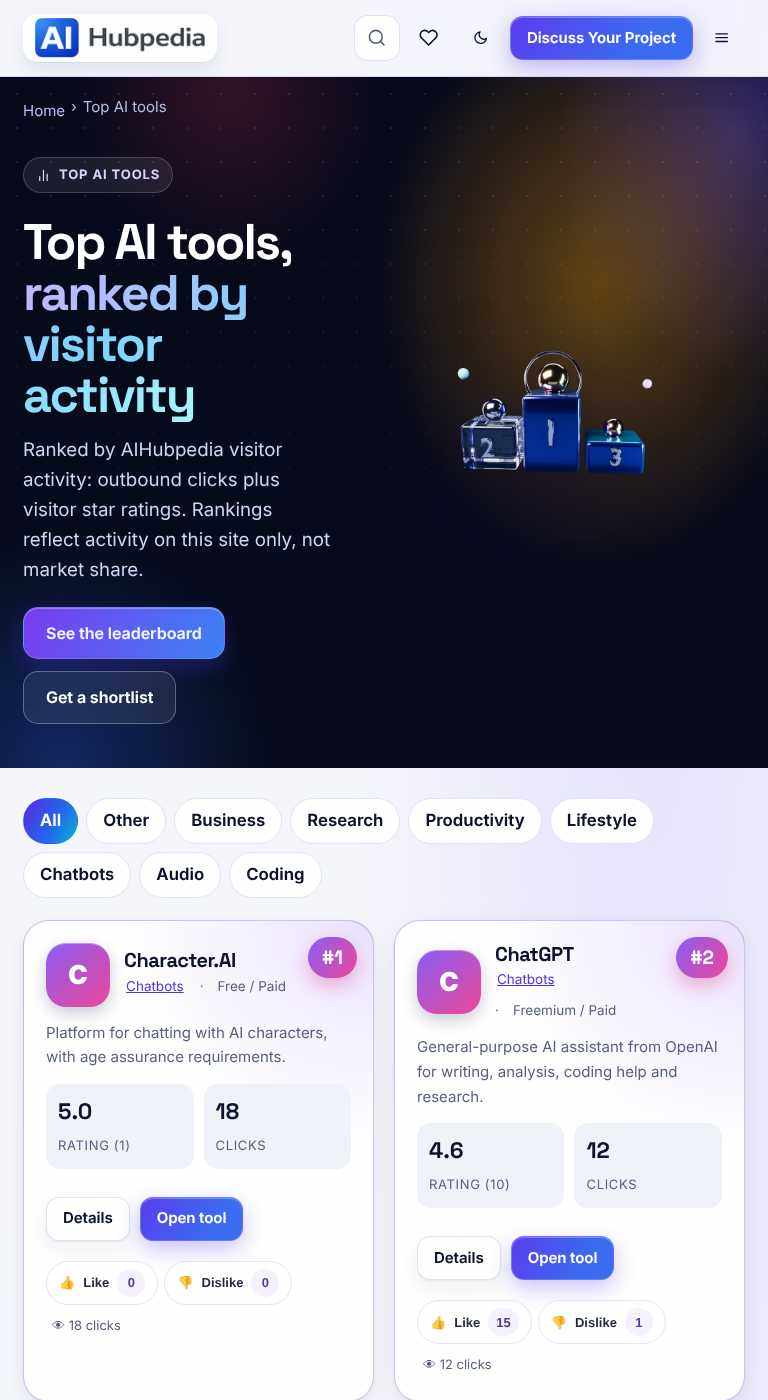 AI Hubpedia
Discuss Your Project
Home › Top AI tools
TOP AI TOOLS
Top AI tools,
ranked by
visitor
activity
2 1 3
Ranked by AIHubpedia visitor
activity: outbound clicks plus
visitor star ratings. Rankings
reflect activity on this site only, not
market share.
See the leaderboard
Get a shortlist
All Other Business Research Productivity Lifestyle
Chatbots Audio Coding
C
Character.AI
#1
Chatbots · Free / Paid
Platform for chatting with AI characters,
with age assurance requirements.
5.0 18
RATING (1) CLICKS
Details Open tool
👍 Like 0 👎 Dislike 0
👁 18 clicks
C
ChatGPT
#2
Chatbots
· Freemium / Paid
General-purpose AI assistant from OpenAI
for writing, analysis, coding help and
research.
4.6 12
RATING (10) CLICKS
Details Open tool
👍 Like 15 👎 Dislike 1
👁 12 clicks